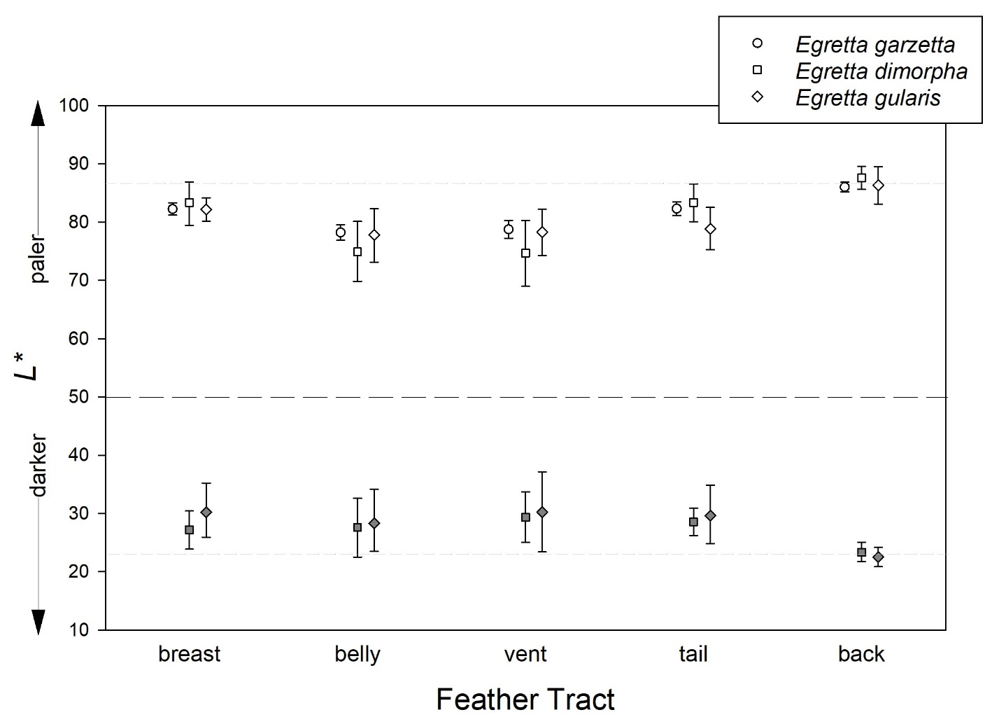 Egretta garzetta
Egretta dimorpha
Egretta gularis
100
90
80
70
60
50
40
30
20
10
paler
L*
darker
breast belly vent tail back
Feather Tract